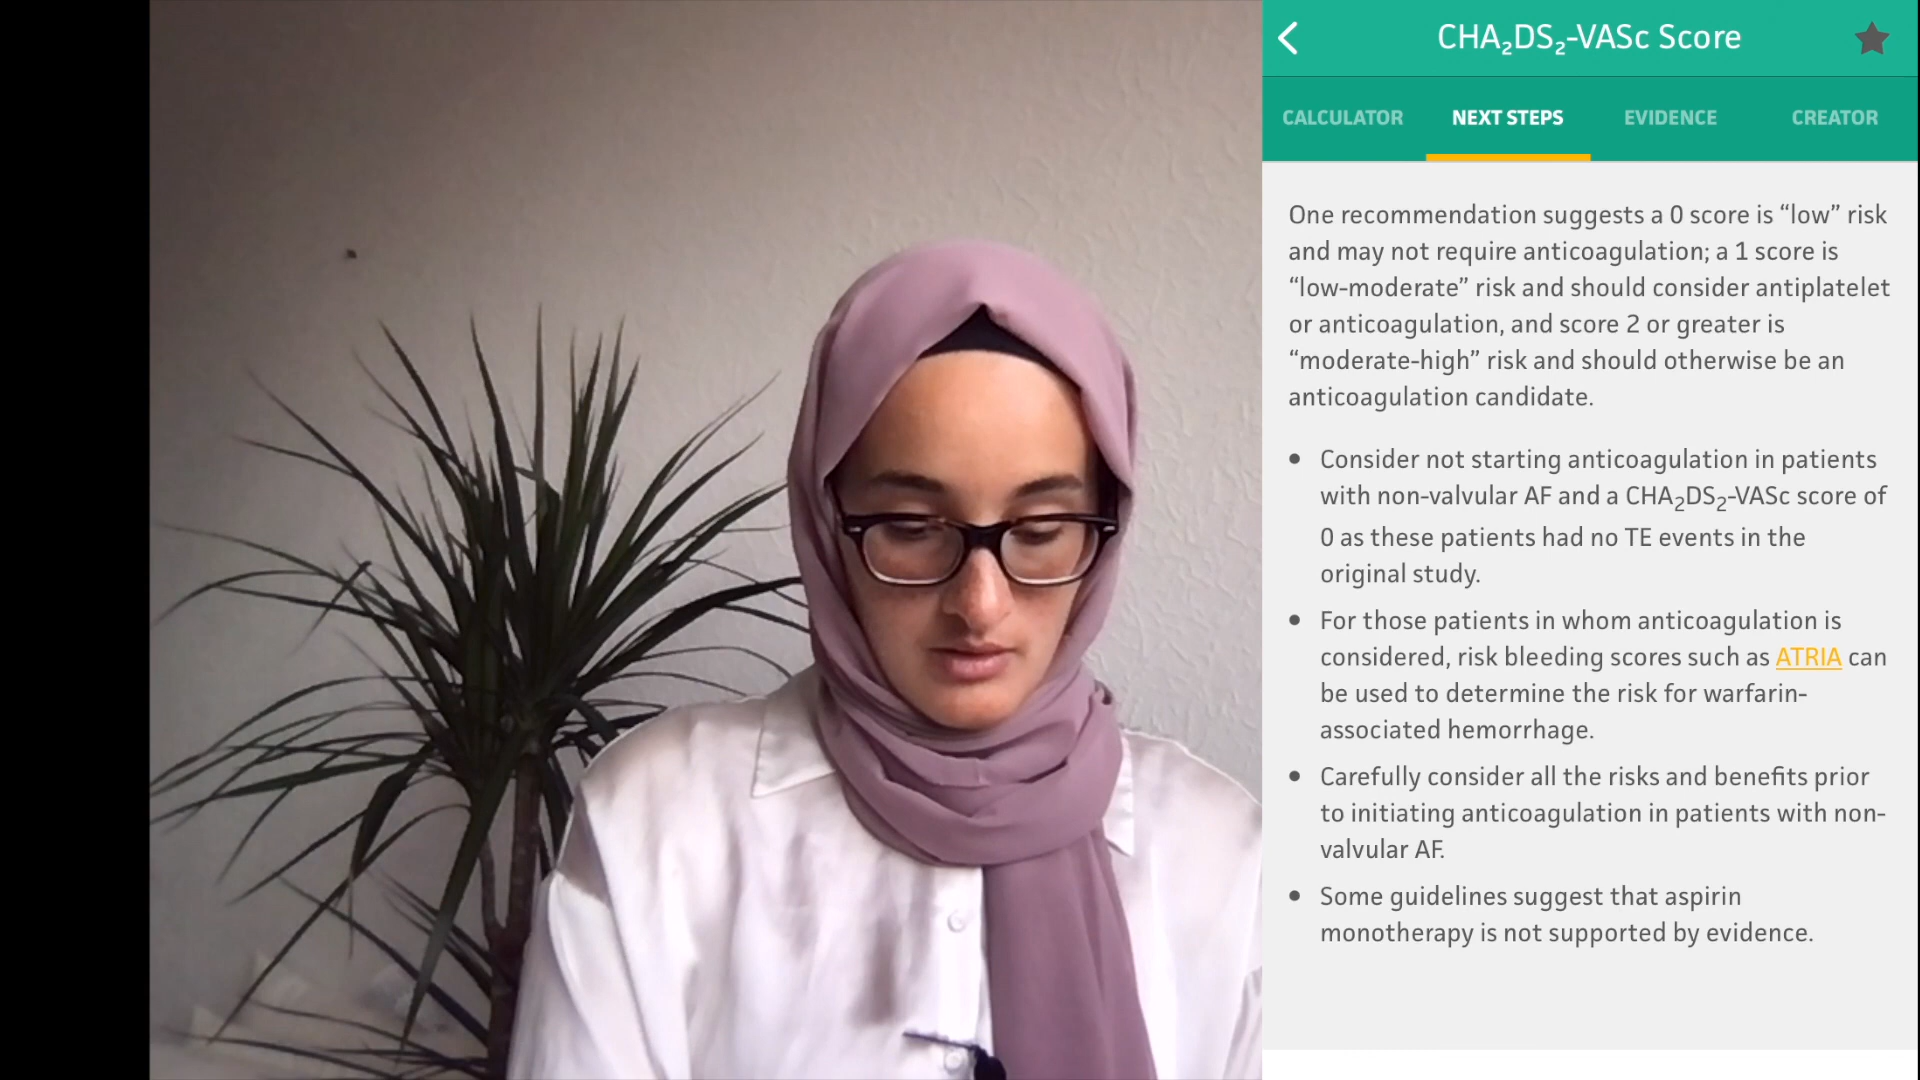 CHA₂DS₂-VASc Score
CALCULATOR NEXT STEPS EVIDENCE CREATOR
One recommendation suggests a 0 score is “low” risk
and may not require anticoagulation; a 1 score is
“low-moderate” risk and should consider antiplatelet
or anticoagulation, and score 2 or greater is
“moderate-high” risk and should otherwise be an
anticoagulation candidate.
• Consider not starting anticoagulation in patients
with non-valvular AF and a CHA₂DS₂-VASc score of
0 as these patients had no TE events in the
original study.
• For those patients in whom anticoagulation is
considered, risk bleeding scores such as ATRIA can
be used to determine the risk for warfarin-
associated hemorrhage.
• Carefully consider all the risks and benefits prior
to initiating anticoagulation in patients with non-
valvular AF.
• Some guidelines suggest that aspirin
monotherapy is not supported by evidence.